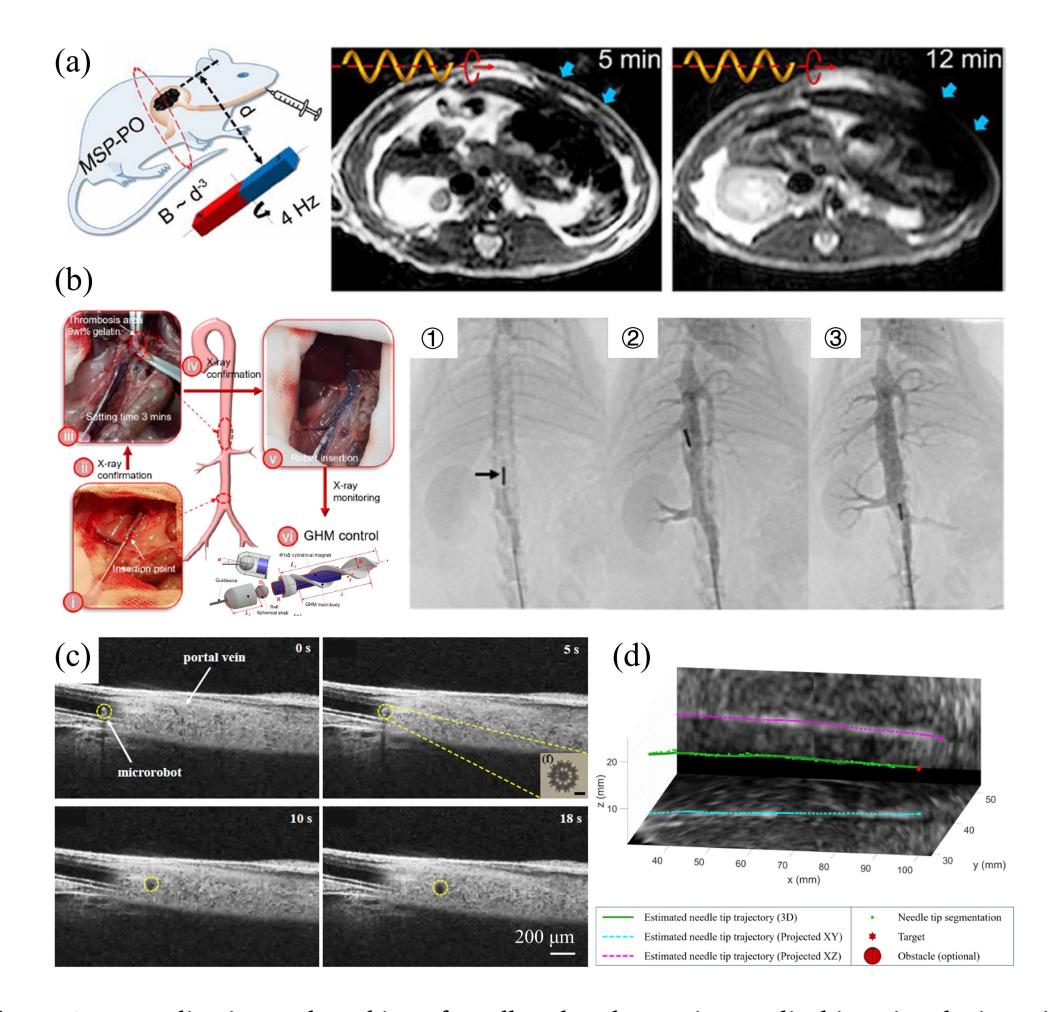 (a)
MSP-PO
d
B ~ d-3
4 Hz
5 min
12 min
(b)
Thrombosis area
9wt% gelatin
Setting time 3 mins
iii
iv
X-ray
confirmation
Robot insertion
v
ii
X-ray
confirmation
X-ray
monitoring
Insertion point
i
vi
GHM control
Φ1x5 cylindrical magnet
Guidewire
Ball
Spherical shell
GHM main body
①
②
③
(c)
0 s
portal vein
microrobot
5 s
(f)
10 s
18 s
200 μm
(d)
z (mm)
20
10
40
50
60
70
80
90
100
x (mm)
30
40
50
y (mm)
Estimated needle tip trajectory (3D)
Estimated needle tip trajectory (Projected XY)
Estimated needle tip trajectory (Projected XZ)
Needle tip segmentation
Target
Obstacle (optional)